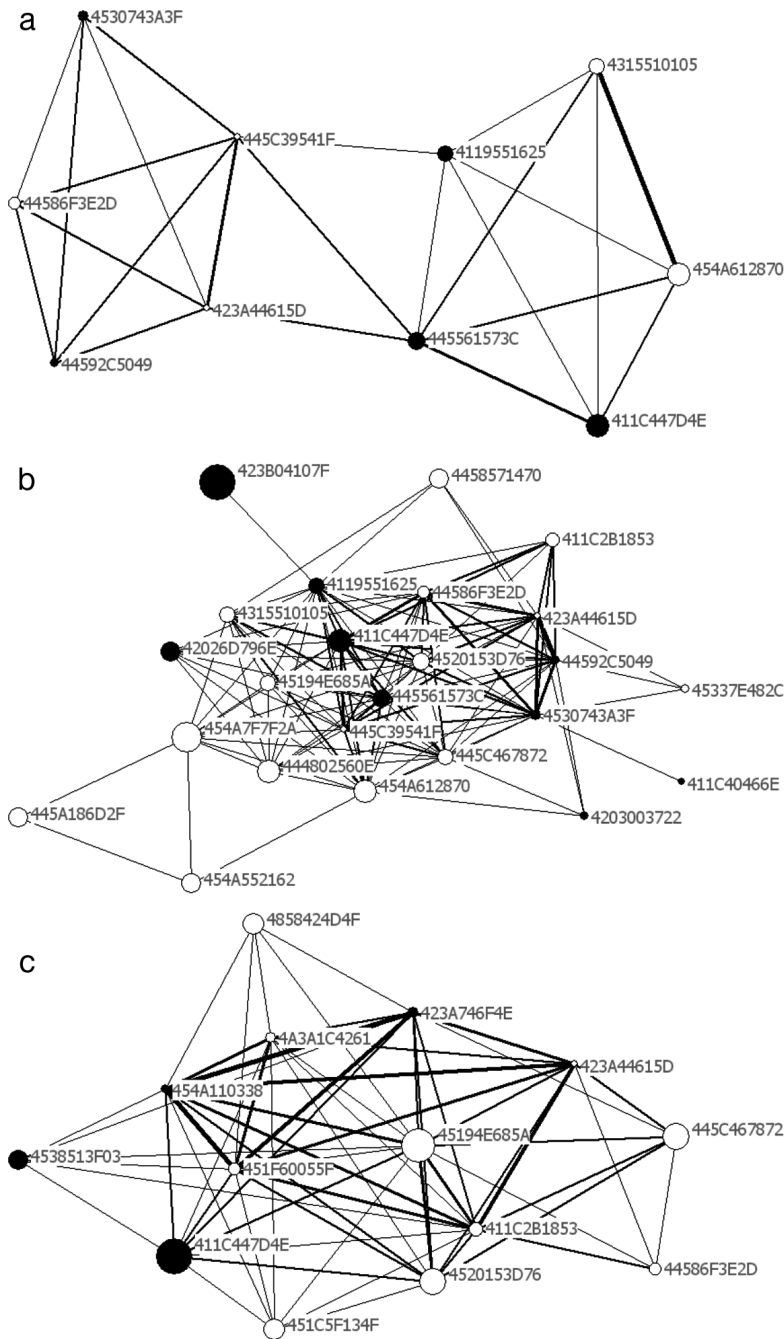 a
4530743A3F
4315510105
445C39541F
4119551625
44586F3E2D
454A612870
423A44615D
445561573C
44592C5049
411C447D4E
b
423B04107F
4458571470
411C2B1853
4119551625
44586F3E2D
4315510105
423A44615D
411C447D4E
42026D796E
4520153D76
44592C5049
45194E685A
45337E482C
445561573C
4530743A3F
454A7F7F2A
445C39541F
445C467872
444802560E
411C40466E
454A612870
445A186D2F
4203003722
454A552162
c
4858424D4F
423A746F4E
4A3A1C4261
423A44615D
454A110338
45194E685A
445C467872
4538513F03
451F60055F
411C2B1853
411C447D4E
44586F3E2D
4520153D76
451C5F134F